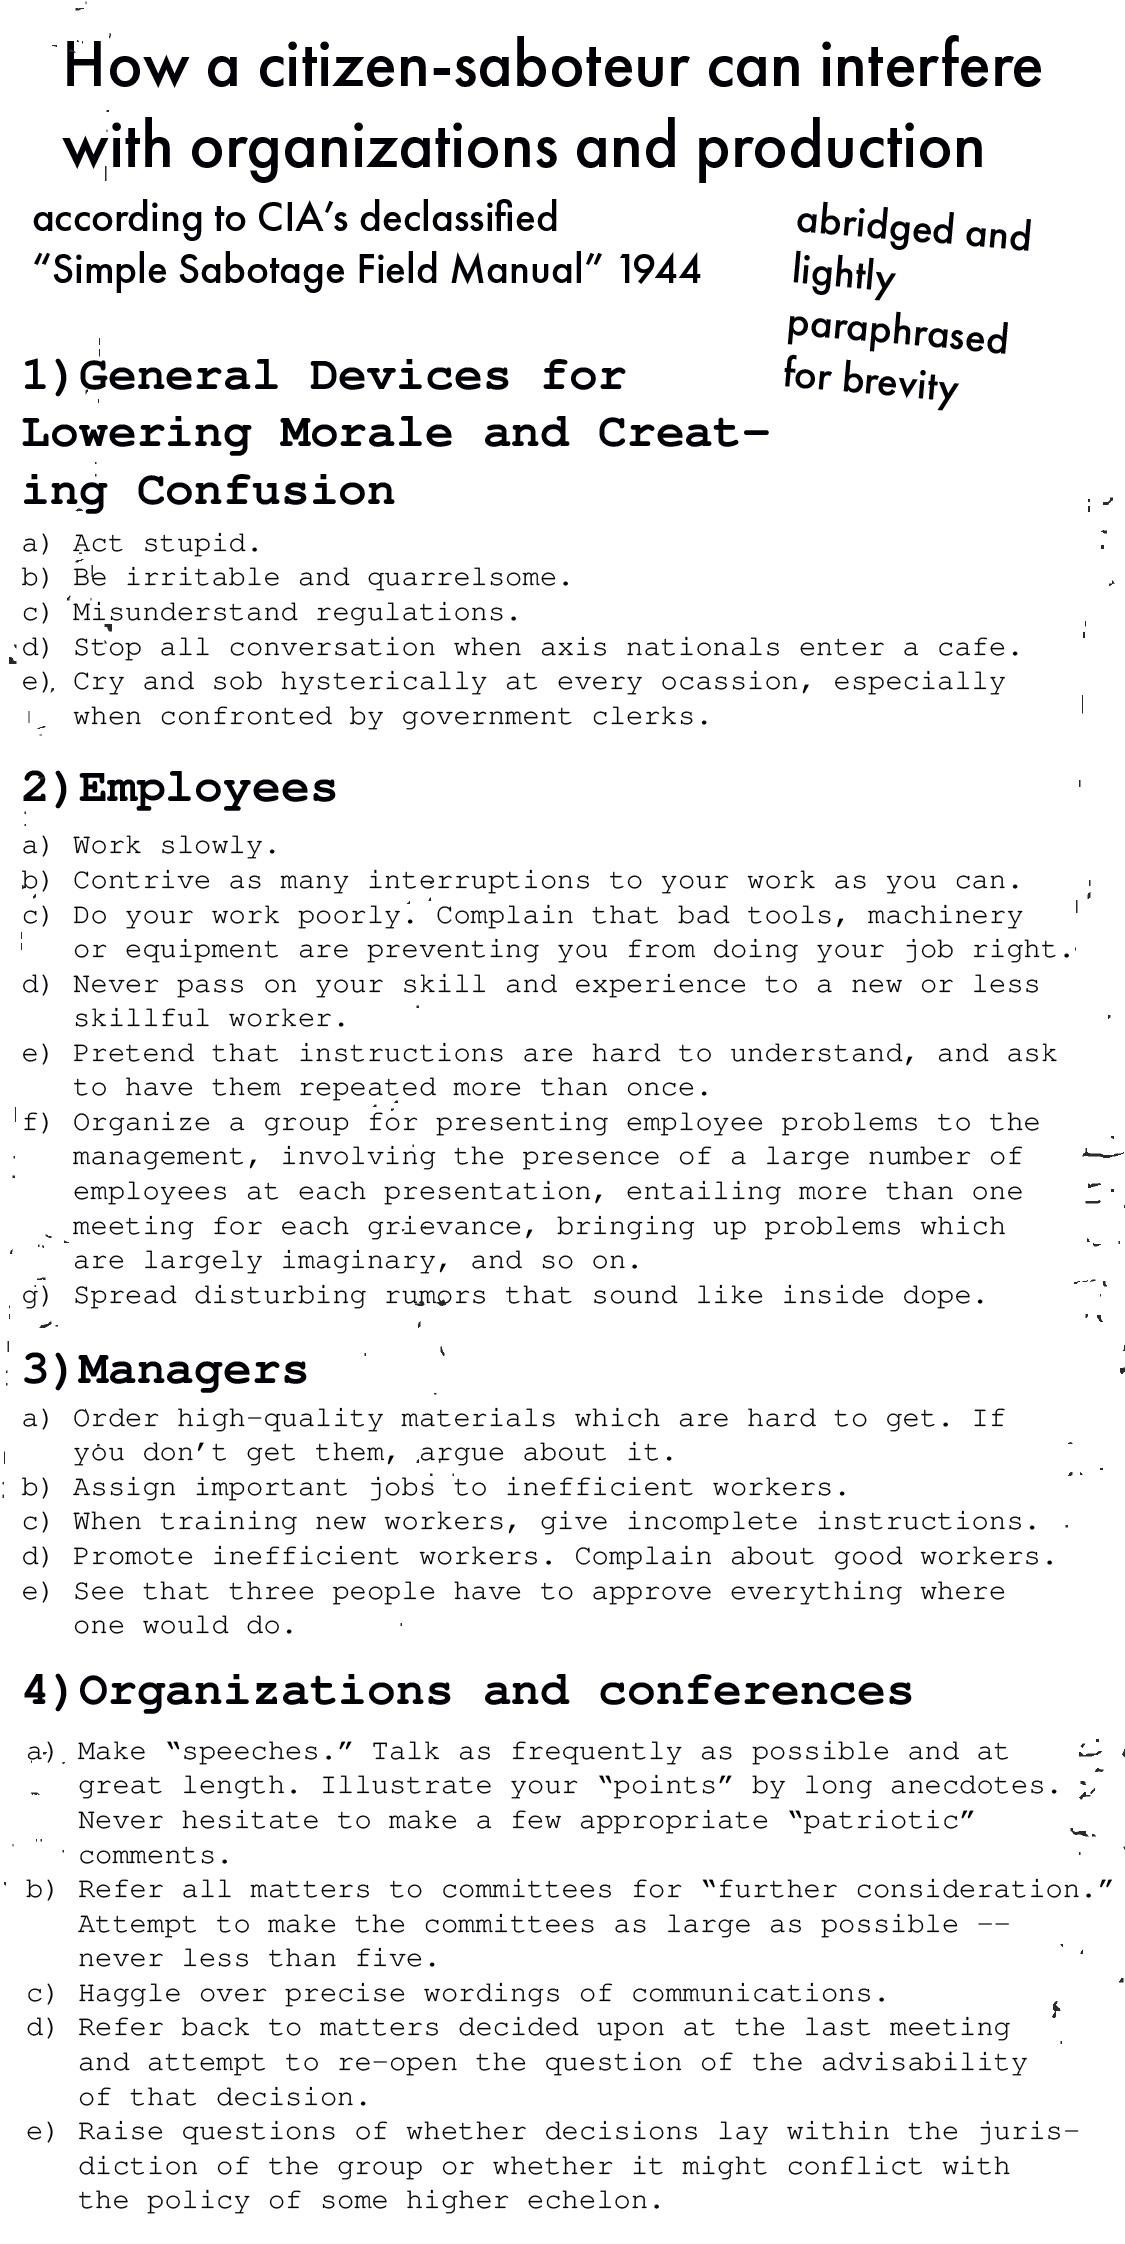 How a citizen-saboteur can interfere
with organizations and production
according to CIA's declassified
“Simple Sabotage Field Manual” 1944
abridged and
lightly
paraphrased
for brevity
1)General Devices for
Lowering Morale and Creat-
ing Confusion
a) Act stupid.
b) Be irritable and quarrelsome.
c) Misunderstand regulations.
d) Stop all conversation when axis nationals enter a cafe.
e) Cry and sob hysterically at every ocassion, especially
when confronted by government clerks.
2)Employees
a) Work slowly.
b) Contrive as many interruptions to your work as you can.
c) Do your work poorly. Complain that bad tools, machinery
or equipment are preventing you from doing your job right.
d) Never pass on your skill and experience to a new or less
skillful worker.
e) Pretend that instructions are hard to understand, and ask
to have them repeated more than once.
f) Organize a group for presenting employee problems to the
management, involving the presence of a large number of
employees at each presentation, entailing more than one
meeting for each grievance, bringing up problems which
are largely imaginary, and so on.
g) Spread disturbing rumors that sound like inside dope.
3)Managers
a) Order high-quality materials which are hard to get. If
you don't get them, argue about it.
b) Assign important jobs to inefficient workers.
c) When training new workers, give incomplete instructions.
d) Promote inefficient workers. Complain about good workers.
e) See that three people have to approve everything where
one would do.
4)Organizations and conferences
a) Make “speeches.” Talk as frequently as possible and at
great length. Illustrate your “points” by long anecdotes.
Never hesitate to make a few appropriate “patriotic”
comments.
b) Refer all matters to committees for “further consideration.”
Attempt to make the committees as large as possible --
never less than five.
c) Haggle over precise wordings of communications.
d) Refer back to matters decided upon at the last meeting
and attempt to re-open the question of the advisability
of that decision.
e) Raise questions of whether decisions lay within the juris-
diction of the group or whether it might conflict with
the policy of some higher echelon.